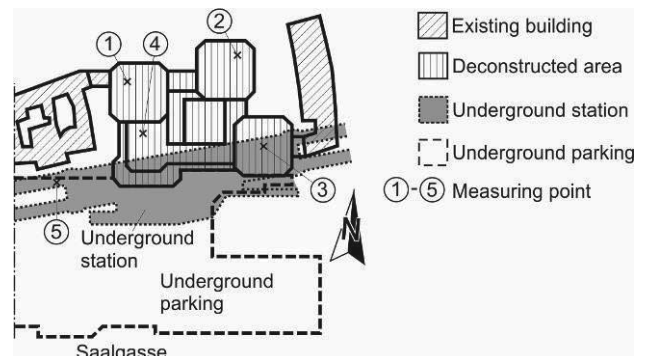 ① ④ ②
Existing building
Deconstructed area
Underground station
Underground parking
①-⑤ Measuring point
③
⑤
N
Underground
station
Underground
parking
Saalgasse